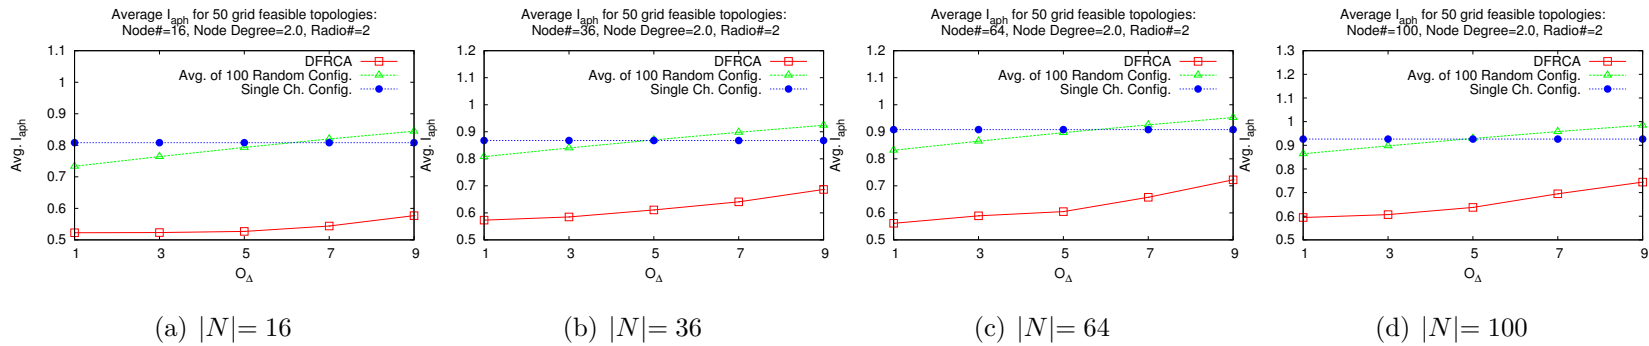 Average I_aph for 50 grid feasible topologies:
Node#=16, Node Degree=2.0, Radio#=2
1.1
1
0.9
0.8
0.7
0.6
0.5
Avg. I_aph
DFRCA
Avg. of 100 Random Config.
Single Ch. Config.
1 3 5 7 9
O_Δ
(a) |N|= 16
Average I_aph for 50 grid feasible topologies:
Node#=36, Node Degree=2.0, Radio#=2
1.2
1.1
1
0.9
0.8
0.7
0.6
0.5
Avg. I_aph
DFRCA
Avg. of 100 Random Config.
Single Ch. Config.
1 3 5 7 9
O_Δ
(b) |N|= 36
Average I_aph for 50 grid feasible topologies:
Node#=64, Node Degree=2.0, Radio#=2
1.2
1.1
1
0.9
0.8
0.7
0.6
0.5
Avg. I_aph
DFRCA
Avg. of 100 Random Config.
Single Ch. Config.
1 3 5 7 9
O_Δ
(c) |N|= 64
Average I_aph for 50 grid feasible topologies:
Node#=100, Node Degree=2.0, Radio#=2
1.3
1.2
1.1
1
0.9
0.8
0.7
0.6
0.5
Avg. I_aph
DFRCA
Avg. of 100 Random Config.
Single Ch. Config.
1 3 5 7 9
O_Δ
(d) |N|= 100